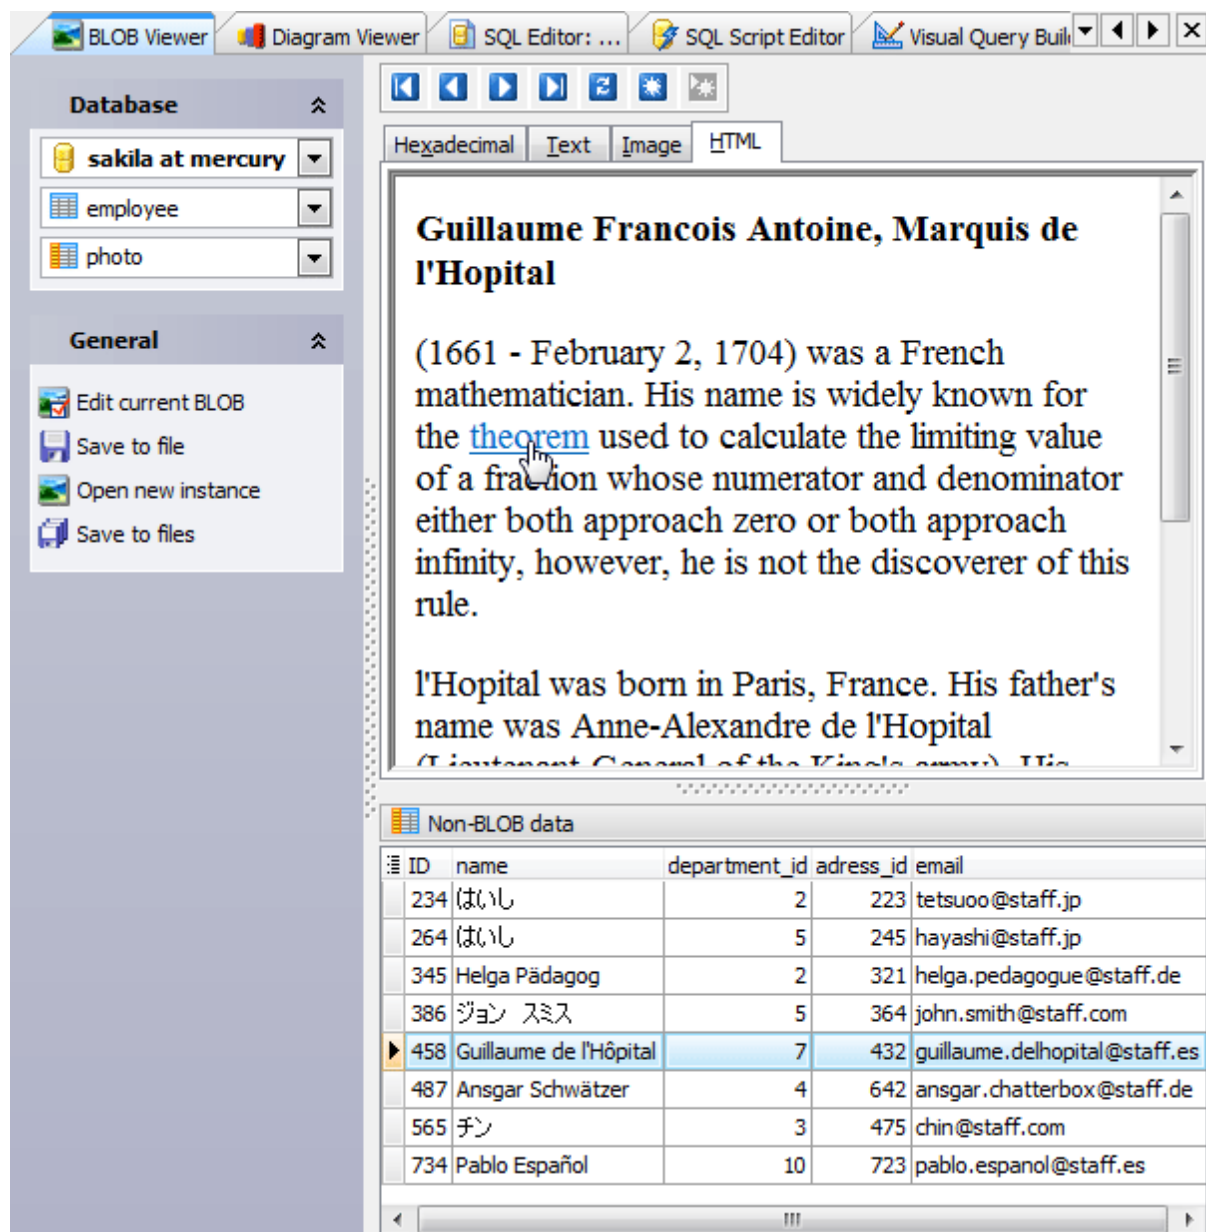 BLOB Viewer Diagram Viewer SQL Editor: ... SQL Script Editor Visual Query Buil
Database
sakila at mercury
employee
photo
General
Edit current BLOB
Save to file
Open new instance
Save to files
Hexadecimal Text Image HTML
Guillaume Francois Antoine, Marquis de
l'Hopital
(1661 - February 2, 1704) was a French
mathematician. His name is widely known for
the theorem used to calculate the limiting value
of a fraction whose numerator and denominator
either both approach zero or both approach
infinity, however, he is not the discoverer of this
rule.
l'Hopital was born in Paris, France. His father's
name was Anne-Alexandre de l'Hopital
(Lieutenant General of the King's army). His
Non-BLOB data
ID name department_id adress_id email
234 はいし 2 223 tetsuoo@staff.jp
264 はいし 5 245 hayashi@staff.jp
345 Helga Pädagog 2 321 helga.pedagogue@staff.de
386 ジョン スミス 5 364 john.smith@staff.com
458 Guillaume de l'Hôpital 7 432 guillaume.delhopital@staff.es
487 Ansgar Schwätzer 4 642 ansgar.chatterbox@staff.de
565 チン 3 475 chin@staff.com
734 Pablo Español 10 723 pablo.espanol@staff.es